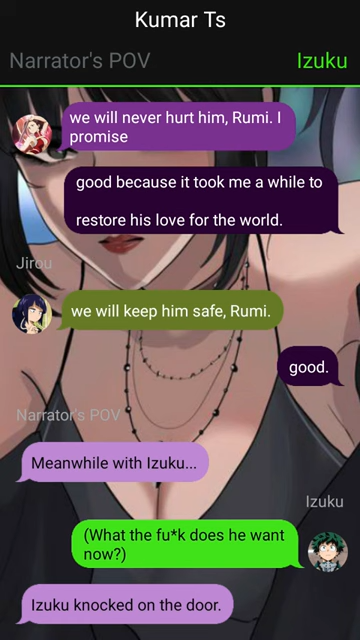 Kumar Ts
Narrator's POV
Izuku
we will never hurt him, Rumi. I
promise
good because it took me a while to
restore his love for the world.
Jirou
we will keep him safe, Rumi.
good.
Narrator's POV
Meanwhile with Izuku...
Izuku
(What the fu*k does he want
now?)
Izuku knocked on the door.